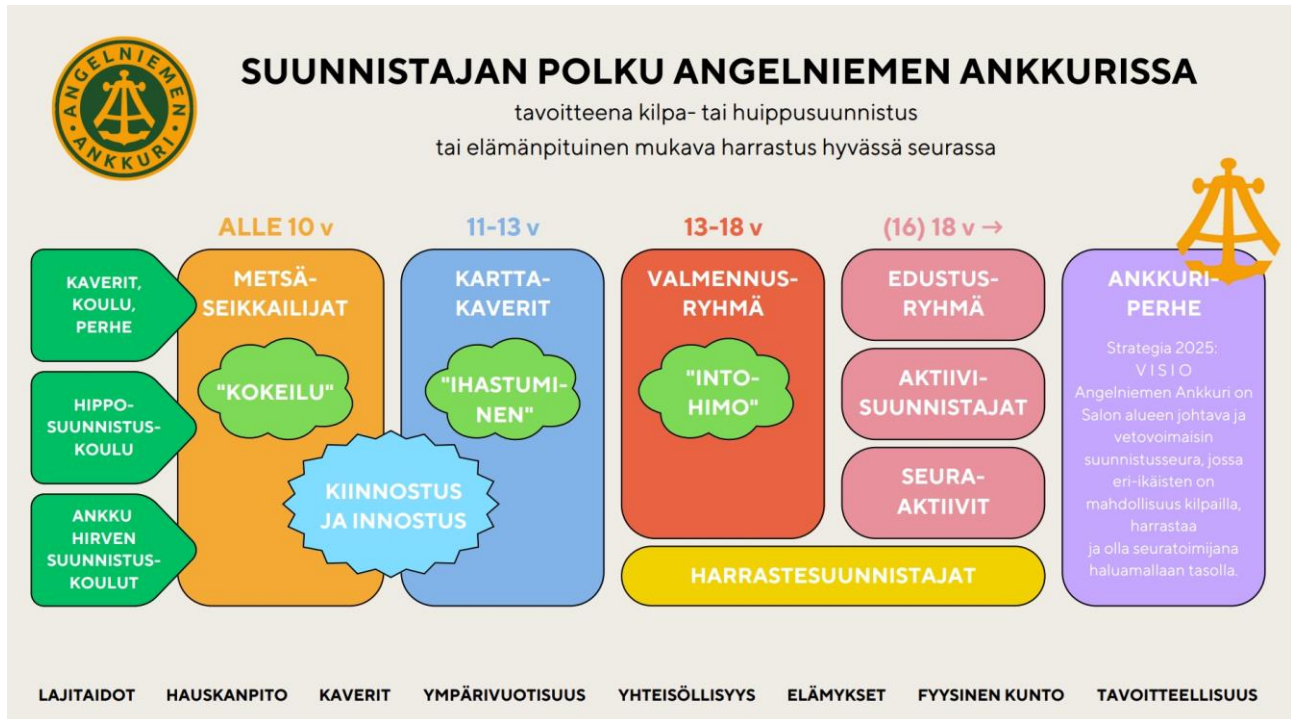 ANGELNIEMEN
ANKKURI
SUUNNISTAJAN POLKU ANGELNIEMEN ANKKURISSA
tavoitteena kilpa- tai huippusuunnistus
tai elämänpituinen mukava harrastus hyvässä seurassa
KAVERIT,
KOULU,
PERHE
HIPPO-
SUUNNISTUS-
KOULU
ANKKU
HIRVEN
SUUNNISTUS-
KOULUT
ALLE 10 v
METSÄ-
SEIKKAILIJAT
"KOKEILU"
11-13 v
KARTTA-
KAVERIT
"IHASTUMI-
NEN"
KIINNOSTUS
JA INNOSTUS
13-18 v
VALMENNUS-
RYHMÄ
"INTO-
HIMO"
(16) 18 v →
EDUSTUS-
RYHMÄ
AKTIIVI-
SUUNNISTAJAT
SEURA-
AKTIIVIT
HARRASTESUUNNISTAJAT
ANKKURI-
PERHE
Strategia 2025:
V I S I O
Angelniemen Ankkuri on
Salon alueen johtava ja
vetovoimaisin
suunnistusseura, jossa
eri-ikäisten on
mahdollisuus kilpailla,
harrastaa
ja olla seuratoimijana
haluamallaan tasolla.
LAJITAIDOT HAUSKANPITO KAVERIT YMPÄRIVUOTISUUS YHTEISÖLLISYYS ELÄMYKSET FYYSINEN KUNTO TAVOITTEELLISUUS